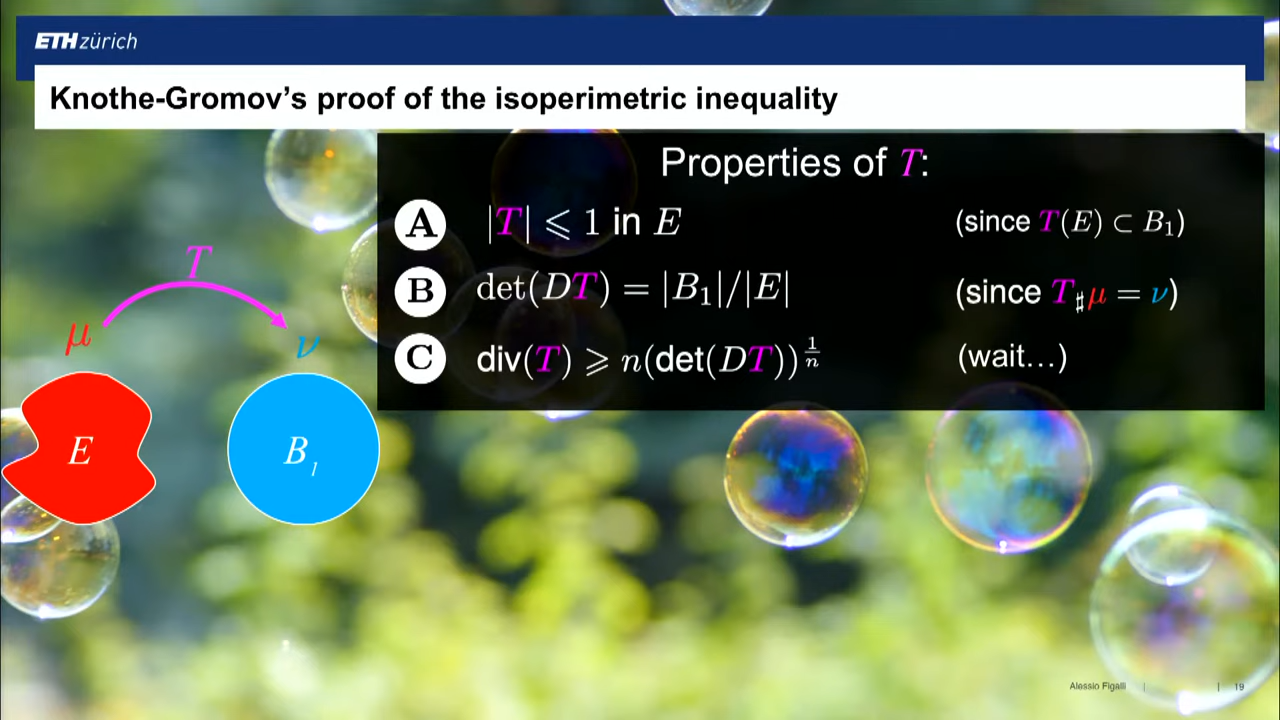 ETH zürich
Knothe-Gromov's proof of the isoperimetric inequality
Properties of T:
A |T| ⩽ 1 in E (since T(E) ⊂ B₁)
B det(DT) = |B₁|/|E| (since T♯μ = ν)
C div(T) ⩾ n(det(DT))^{1/n} (wait...)
T
μ ν
E B₁
Alessio Figalli | | 19